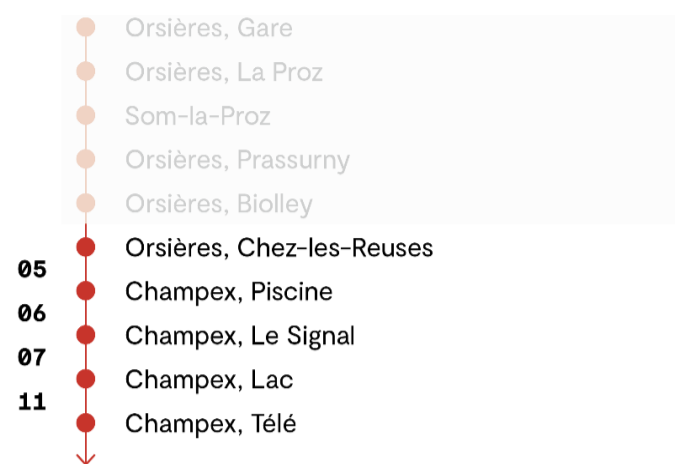 Orsières, Gare
Orsières, La Proz
Som-la-Proz
Orsières, Prassurny
Orsières, Biolley
Orsières, Chez-les-Reuses
05
Champex, Piscine
06
Champex, Le Signal
07
Champex, Lac
11
Champex, Télé